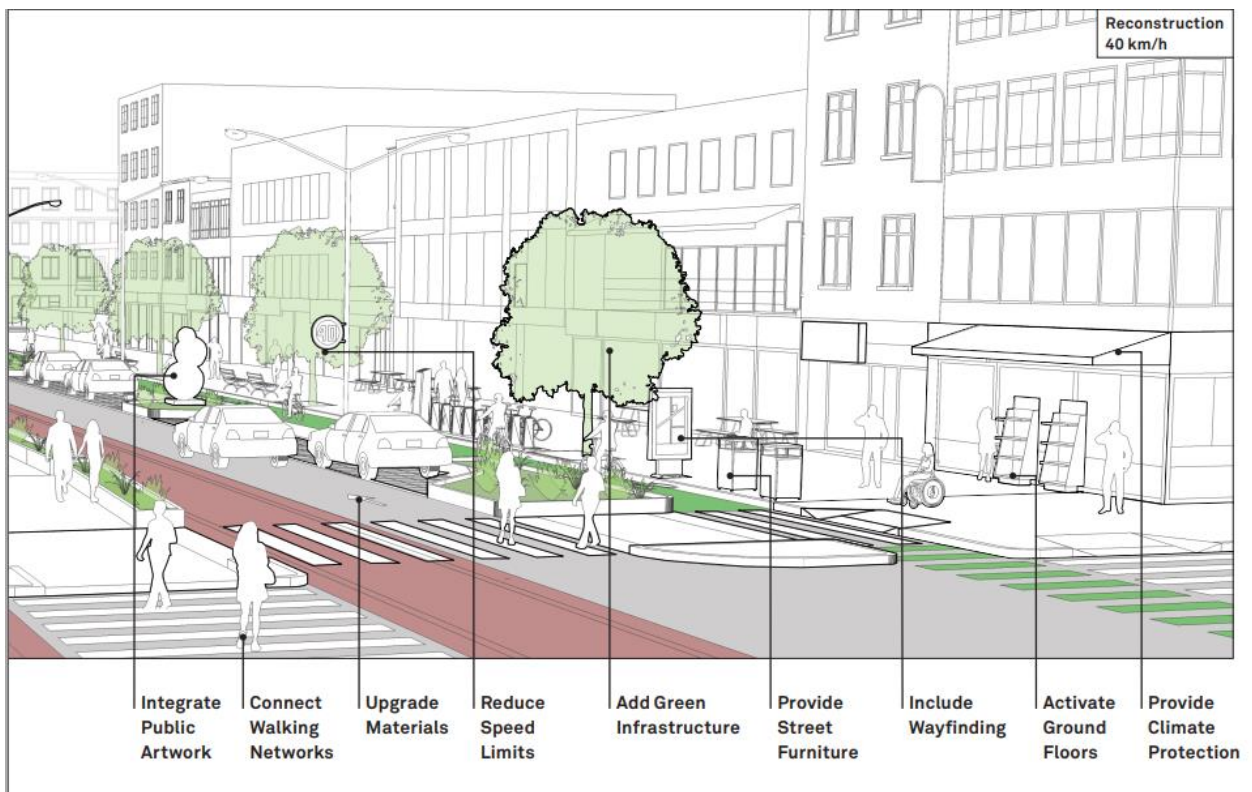 Reconstruction
40 km/h
40
Integrate
Public
Artwork
Connect
Walking
Networks
Upgrade
Materials
Reduce
Speed
Limits
Add Green
Infrastructure
Provide
Street
Furniture
Include
Wayfinding
Activate
Ground
Floors
Provide
Climate
Protection